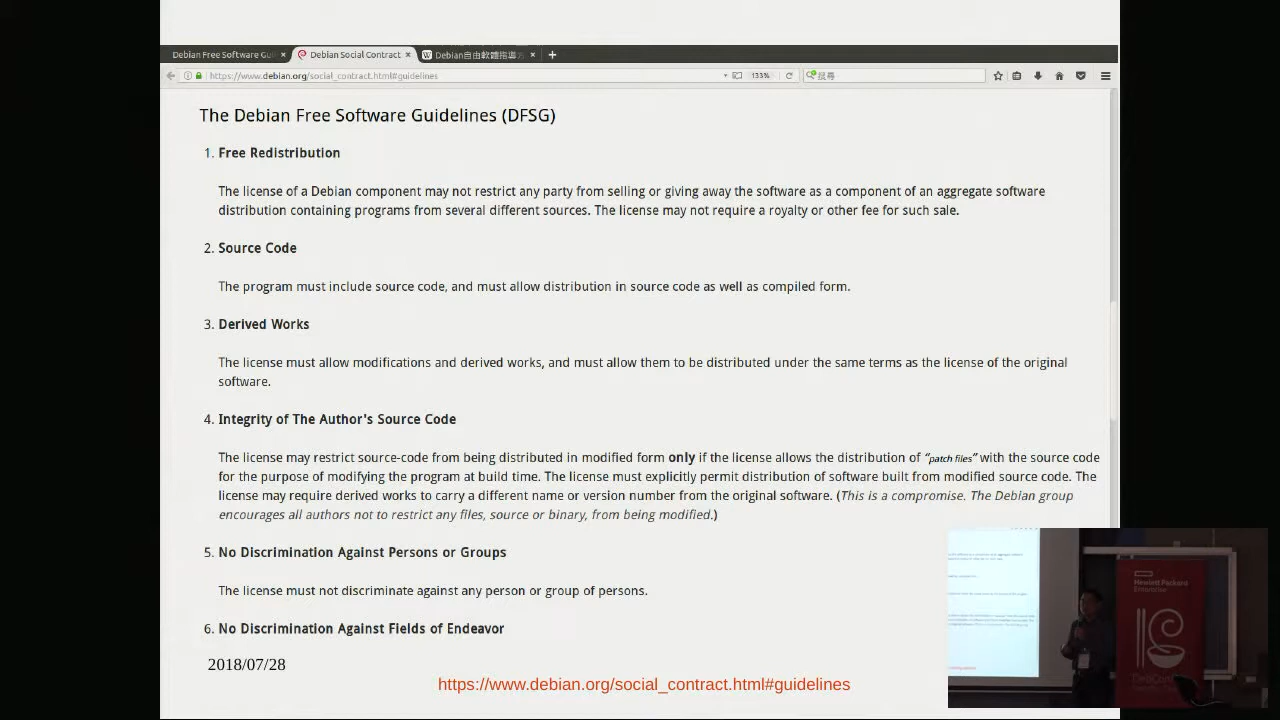 Debian Free Software Gui
Debian Social Contract
Debian自由軟體指導方
https://www.debian.org/social_contract.html#guidelines
133%
搜尋
The Debian Free Software Guidelines (DFSG)
1. Free Redistribution
The license of a Debian component may not restrict any party from selling or giving away the software as a component of an aggregate software
distribution containing programs from several different sources. The license may not require a royalty or other fee for such sale.
2. Source Code
The program must include source code, and must allow distribution in source code as well as compiled form.
3. Derived Works
The license must allow modifications and derived works, and must allow them to be distributed under the same terms as the license of the original
software.
4. Integrity of The Author's Source Code
The license may restrict source-code from being distributed in modified form only if the license allows the distribution of “patch files” with the source code
for the purpose of modifying the program at build time. The license must explicitly permit distribution of software built from modified source code. The
license may require derived works to carry a different name or version number from the original software. (This is a compromise. The Debian group
encourages all authors not to restrict any files, source or binary, from being modified.)
5. No Discrimination Against Persons or Groups
The license must not discriminate against any person or group of persons.
6. No Discrimination Against Fields of Endeavor
2018/07/28
https://www.debian.org/social_contract.html#guidelines
Hewlett Packard
Enterprise